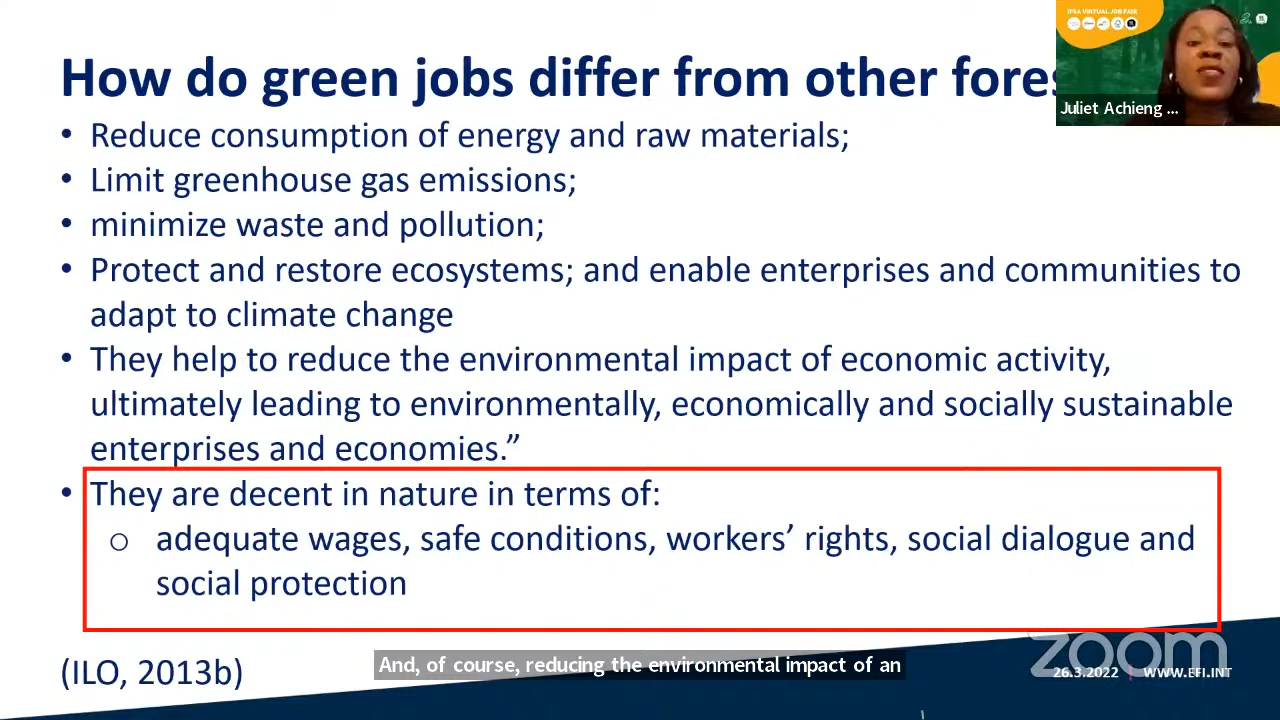 IFSA VIRTUAL JOB FAIR
How do green jobs differ from other
Juliet Achieng ...
• Reduce consumption of energy and raw materials;
• Limit greenhouse gas emissions;
• minimize waste and pollution;
• Protect and restore ecosystems; and enable enterprises and communities to
adapt to climate change
• They help to reduce the environmental impact of economic activity,
ultimately leading to environmentally, economically and socially sustainable
enterprises and economies.”
• They are decent in nature in terms of:
o adequate wages, safe conditions, workers’ rights, social dialogue and
social protection
(ILO, 2013b)
And, of course, reducing the environmental impact of an
zoom
26.3.2022 | WWW.EFI.INT